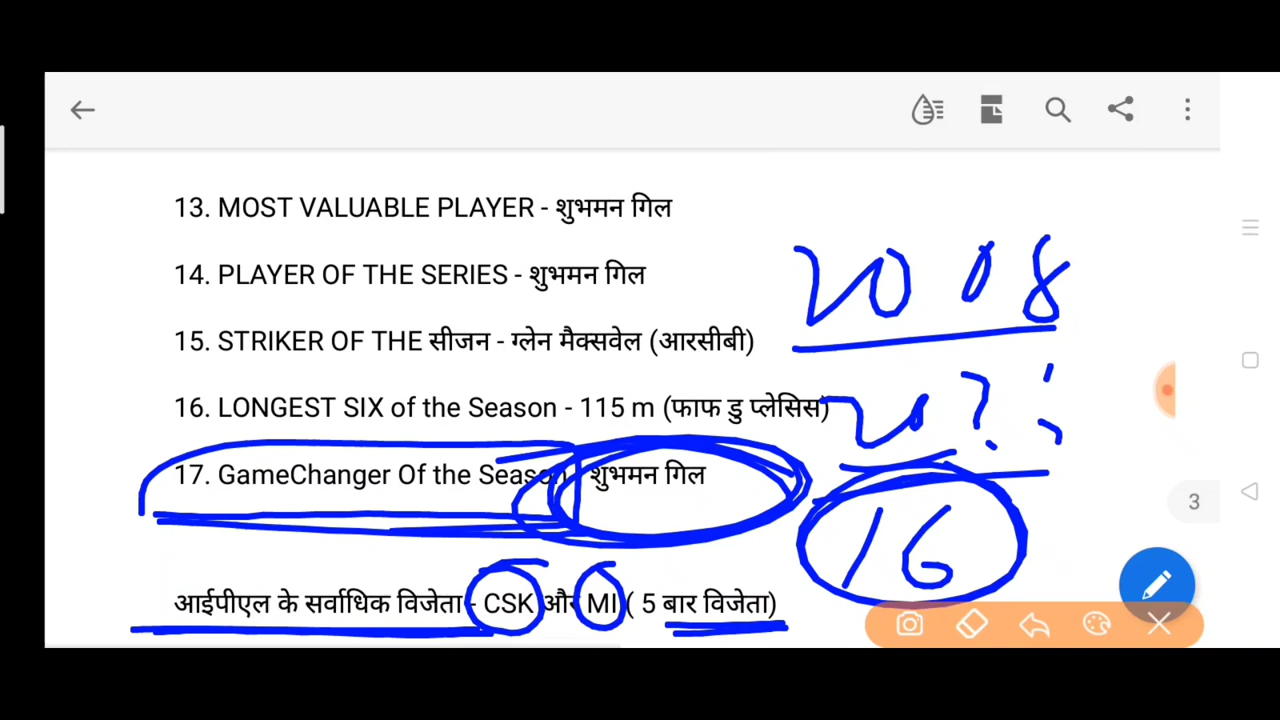 13. MOST VALUABLE PLAYER - शुभमन गिल
2008
14. PLAYER OF THE SERIES - शुभमन गिल
15. STRIKER OF THE सीजन - ग्लेन मैक्सवेल (आरसीबी)
16. LONGEST SIX of the Season - 115 m (फाफ डु प्लेसिस)
17. GameChanger Of the Season - शुभमन गिल
3
16
आईपीएल के सर्वाधिक विजेता - CSK और MI ( 5 बार विजेता)